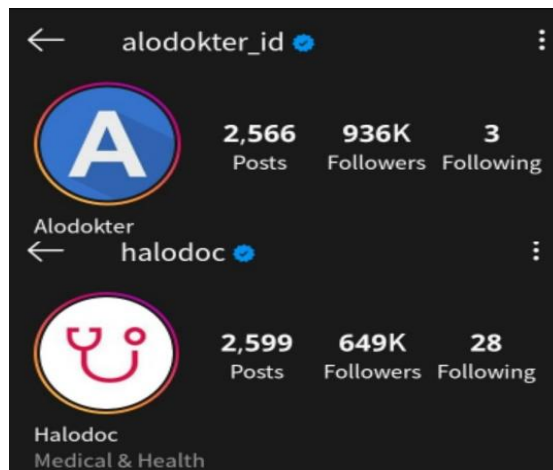 alodokter_id
A
2,566 936K 3
Posts Followers Following
Alodokter
halodoc
2,599 649K 28
Posts Followers Following
Halodoc
Medical & Health